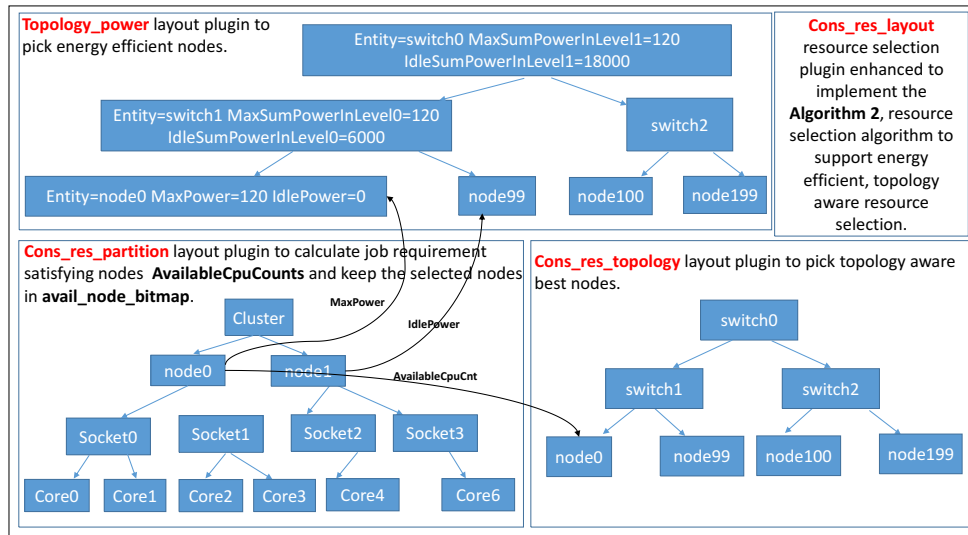 Topology_power layout plugin to
pick energy efficient nodes.
Entity=switch0 MaxSumPowerInLevel1=120
IdleSumPowerInLevel1=18000
Entity=switch1 MaxSumPowerInLevel0=120
IdleSumPowerInLevel0=6000
switch2
Entity=node0 MaxPower=120 IdlePower=0
node99
node100
node199
Cons_res_layout
resource selection
plugin enhanced to
implement the
Algorithm 2, resource
selection algorithm to
support energy
efficient, topology
aware resource
selection.
Cons_res_partition layout plugin to calculate job requirement
satisfying nodes AvailableCpuCounts and keep the selected nodes
in avail_node_bitmap.
MaxPower
IdlePower
AvailableCpuCnt
Cluster
node0
node1
Socket0
Socket1
Socket2
Socket3
Core0
Core1
Core2
Core3
Core4
Core6
Cons_res_topology layout plugin to pick topology aware
best nodes.
switch0
switch1
switch2
node0
node99
node100
node199